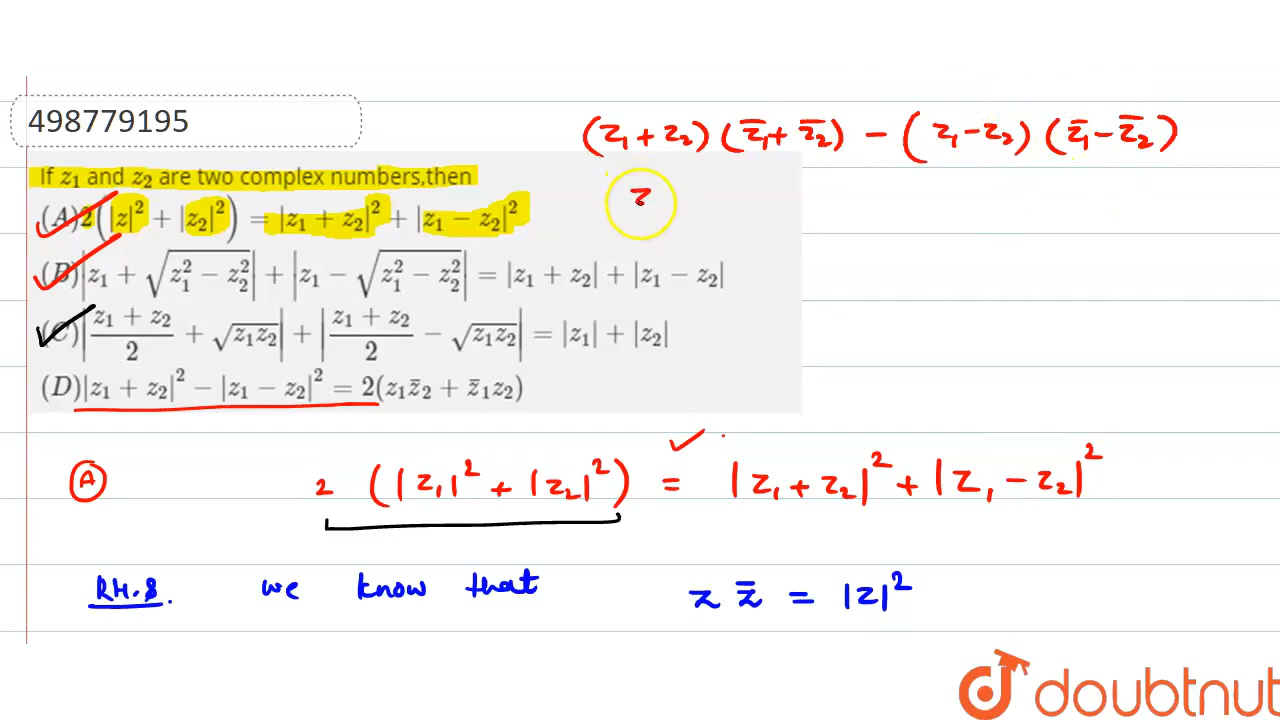 498779195
(z₁ + z₂) (z̄₁ + z̄₂) - (z₁ - z₂) (z̄₁ - z̄₂)
z
If z₁ and z₂ are two complex numbers,then
(A)2(|z|² + |z₂|²) = |z₁ + z₂|² + |z₁ − z₂|²
(B)|z₁ + √(z₁² − z₂²)| + |z₁ − √(z₁² − z₂²)| = |z₁ + z₂| + |z₁ − z₂|
(C)|(z₁ + z₂)/2 + √(z₁z₂)| + |(z₁ + z₂)/2 − √(z₁z₂)| = |z₁| + |z₂|
(D)|z₁ + z₂|² − |z₁ − z₂|² = 2(z₁z̄₂ + z̄₁z₂)
A 2 (|z₁|² + |z₂|²) = |z₁ + z₂|² + |z₁ - z₂|²
R.H.S. we know that z z̄ = |z|²
doubtnut